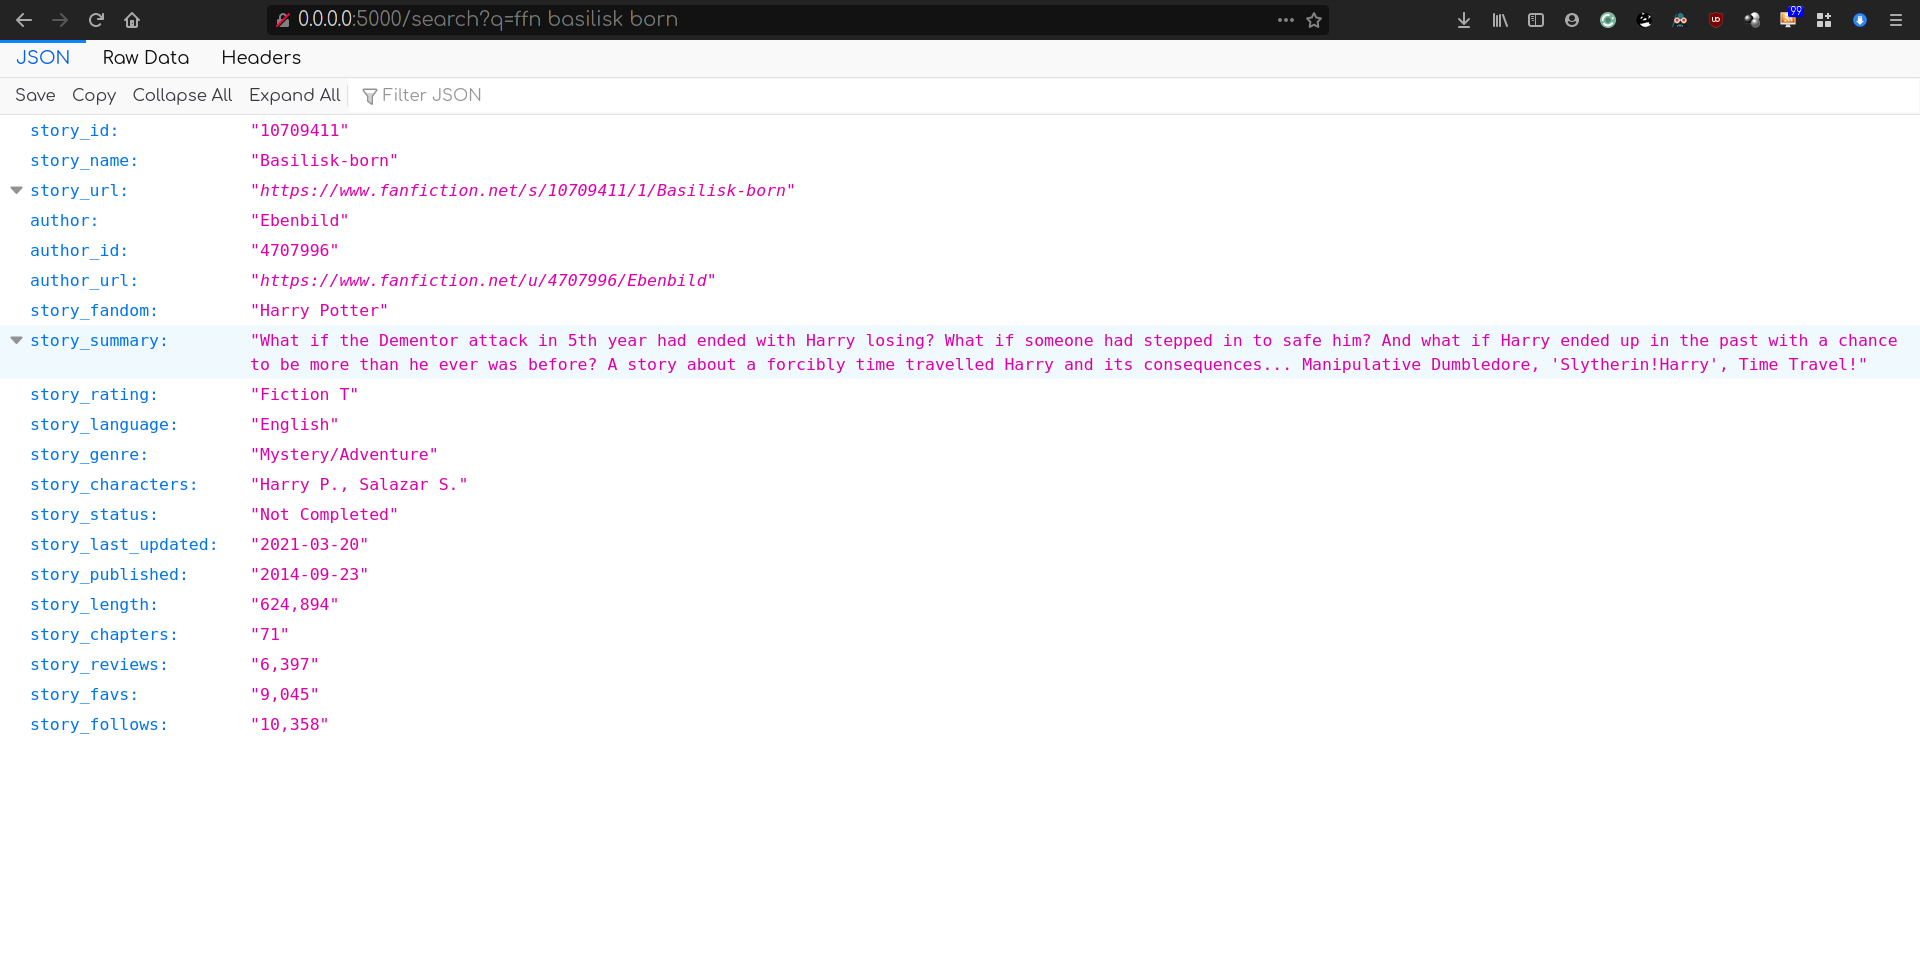 0.0.0.0:5000/search?q=ffn basilisk born
99
JSON Raw Data Headers
Save Copy Collapse All Expand All Filter JSON
story_id: "10709411"
story_name: "Basilisk-born"
story_url: "https://www.fanfiction.net/s/10709411/1/Basilisk-born"
author: "Ebenbild"
author_id: "4707996"
author_url: "https://www.fanfiction.net/u/4707996/Ebenbild"
story_fandom: "Harry Potter"
story_summary: "What if the Dementor attack in 5th year had ended with Harry losing? What if someone had stepped in to safe him? And what if Harry ended up in the past with a chance
to be more than he ever was before? A story about a forcibly time travelled Harry and its consequences... Manipulative Dumbledore, 'Slytherin!Harry', Time Travel!"
story_rating: "Fiction T"
story_language: "English"
story_genre: "Mystery/Adventure"
story_characters: "Harry P., Salazar S."
story_status: "Not Completed"
story_last_updated: "2021-03-20"
story_published: "2014-09-23"
story_length: "624,894"
story_chapters: "71"
story_reviews: "6,397"
story_favs: "9,045"
story_follows: "10,358"